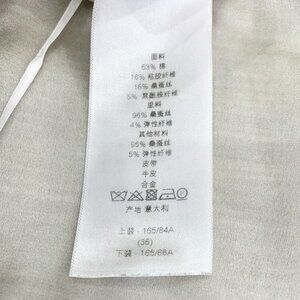 面料
63% 棉
16% 粘胶纤维
16% 桑蚕丝
5% 聚酰胺纤维
里料
96% 桑蚕丝
4% 弹性纤维
其他材料
95% 桑蚕丝
5% 弹性纤维
皮带
牛皮
合金
产地 意大利
上装 - 165/84A
(36)
下装 - 165/66A